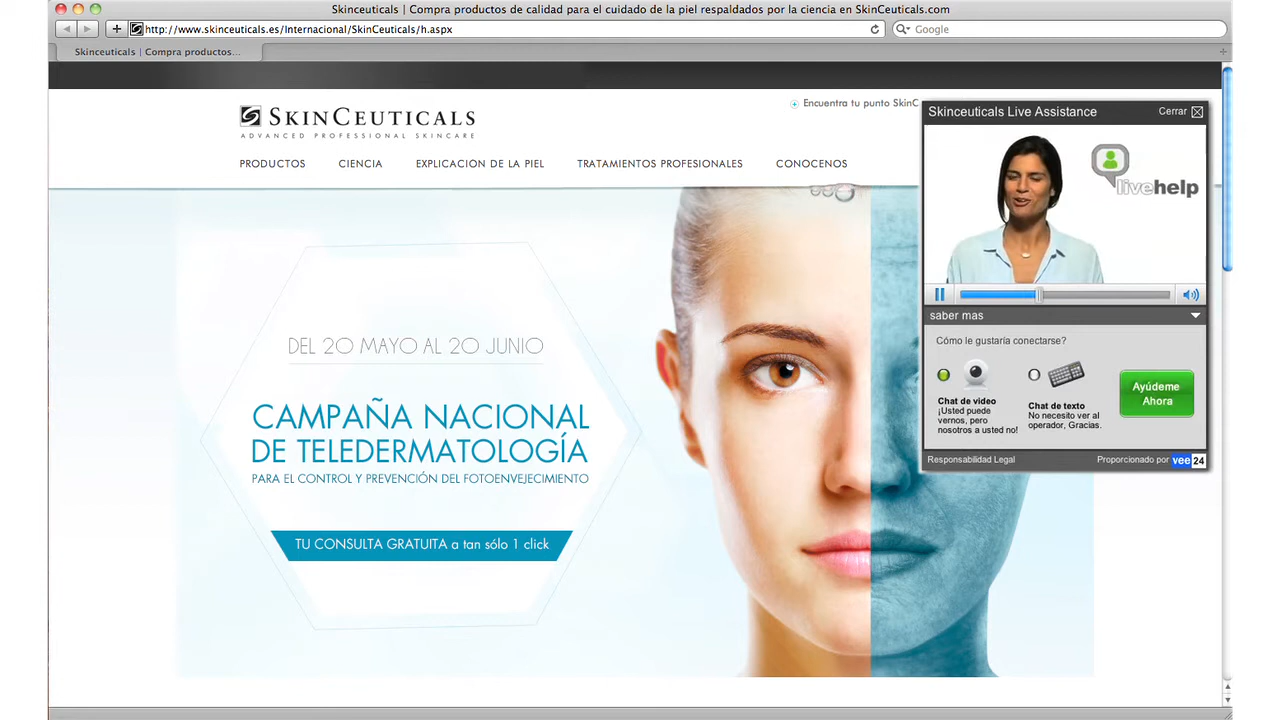 Skinceuticals | Compra productos de calidad para el cuidado de la piel respaldados por la ciencia en SkinCeuticals.com
http://www.skinceuticals.es/Internacional/SkinCeuticals/h.aspx
Google
Skinceuticals | Compra productos...
SKINCEUTICALS
ADVANCED PROFESSIONAL SKINCARE
Encuentra tu punto SkinC
PRODUCTOS
CIENCIA
EXPLICACION DE LA PIEL
TRATAMIENTOS PROFESIONALES
CONOCENOS
DEL 20 MAYO AL 20 JUNIO
CAMPAÑA NACIONAL
DE TELEDERMATOLOGÍA
PARA EL CONTROL Y PREVENCIÓN DEL FOTOENVEJECIMIENTO
TU CONSULTA GRATUITA a tan sólo 1 click
Skinceuticals Live Assistance
Cerrar
livehelp
saber mas
Cómo le gustaría conectarse?
Chat de video
¡Usted puede
vernos, pero
nosotros a usted no!
Chat de texto
No necesito ver al
operador, Gracias.
Ayúdeme
Ahora
Responsabilidad Legal
Proporcionado por vee24